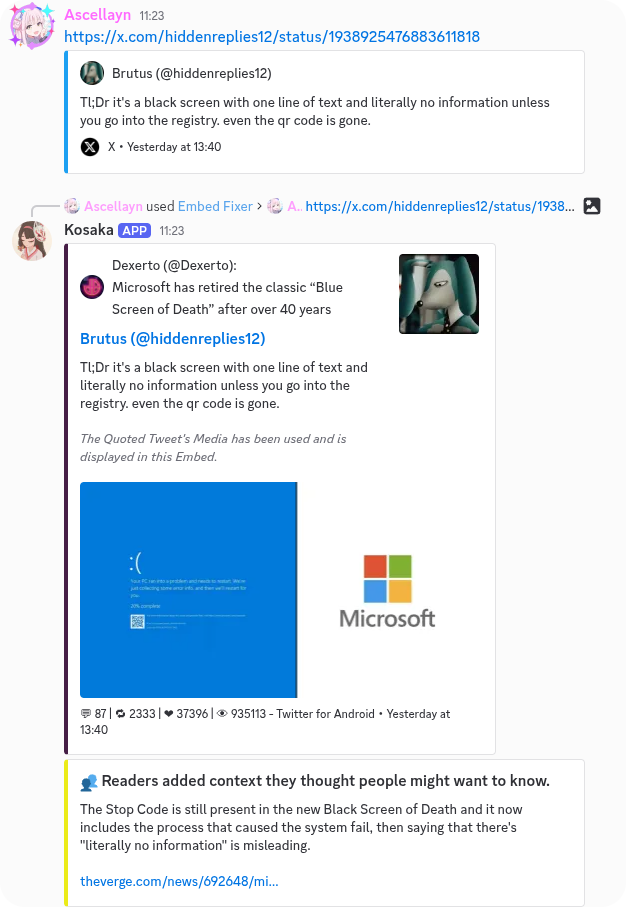 Ascellayn 11:23
https://x.com/hiddenreplies12/status/1938925476883611818
Brutus (@hiddenreplies12)
Tl;Dr it's a black screen with one line of text and literally no information unless
you go into the registry. even the qr code is gone.
X • Yesterday at 13:40
Ascellayn used Embed Fixer > A.. https://x.com/hiddenreplies12/status/1938...
Kosaka APP 11:23
Dexerto (@Dexerto):
Microsoft has retired the classic “Blue
Screen of Death” after over 40 years
Brutus (@hiddenreplies12)
Tl;Dr it's a black screen with one line of text and
literally no information unless you go into the
registry. even the qr code is gone.
The Quoted Tweet's Media has been used and is
displayed in this Embed.
:(
Your PC ran into a problem and needs to restart. We're
just collecting some error info, and then we'll restart for
you.
20% complete
Microsoft
💬 87 | 🔁 2333 | ❤ 37396 | 👁 935113 - Twitter for Android • Yesterday at
13:40
👥 Readers added context they thought people might want to know.
The Stop Code is still present in the new Black Screen of Death and it now
includes the process that caused the system fail, then saying that there's
"literally no information" is misleading.
theverge.com/news/692648/mi...